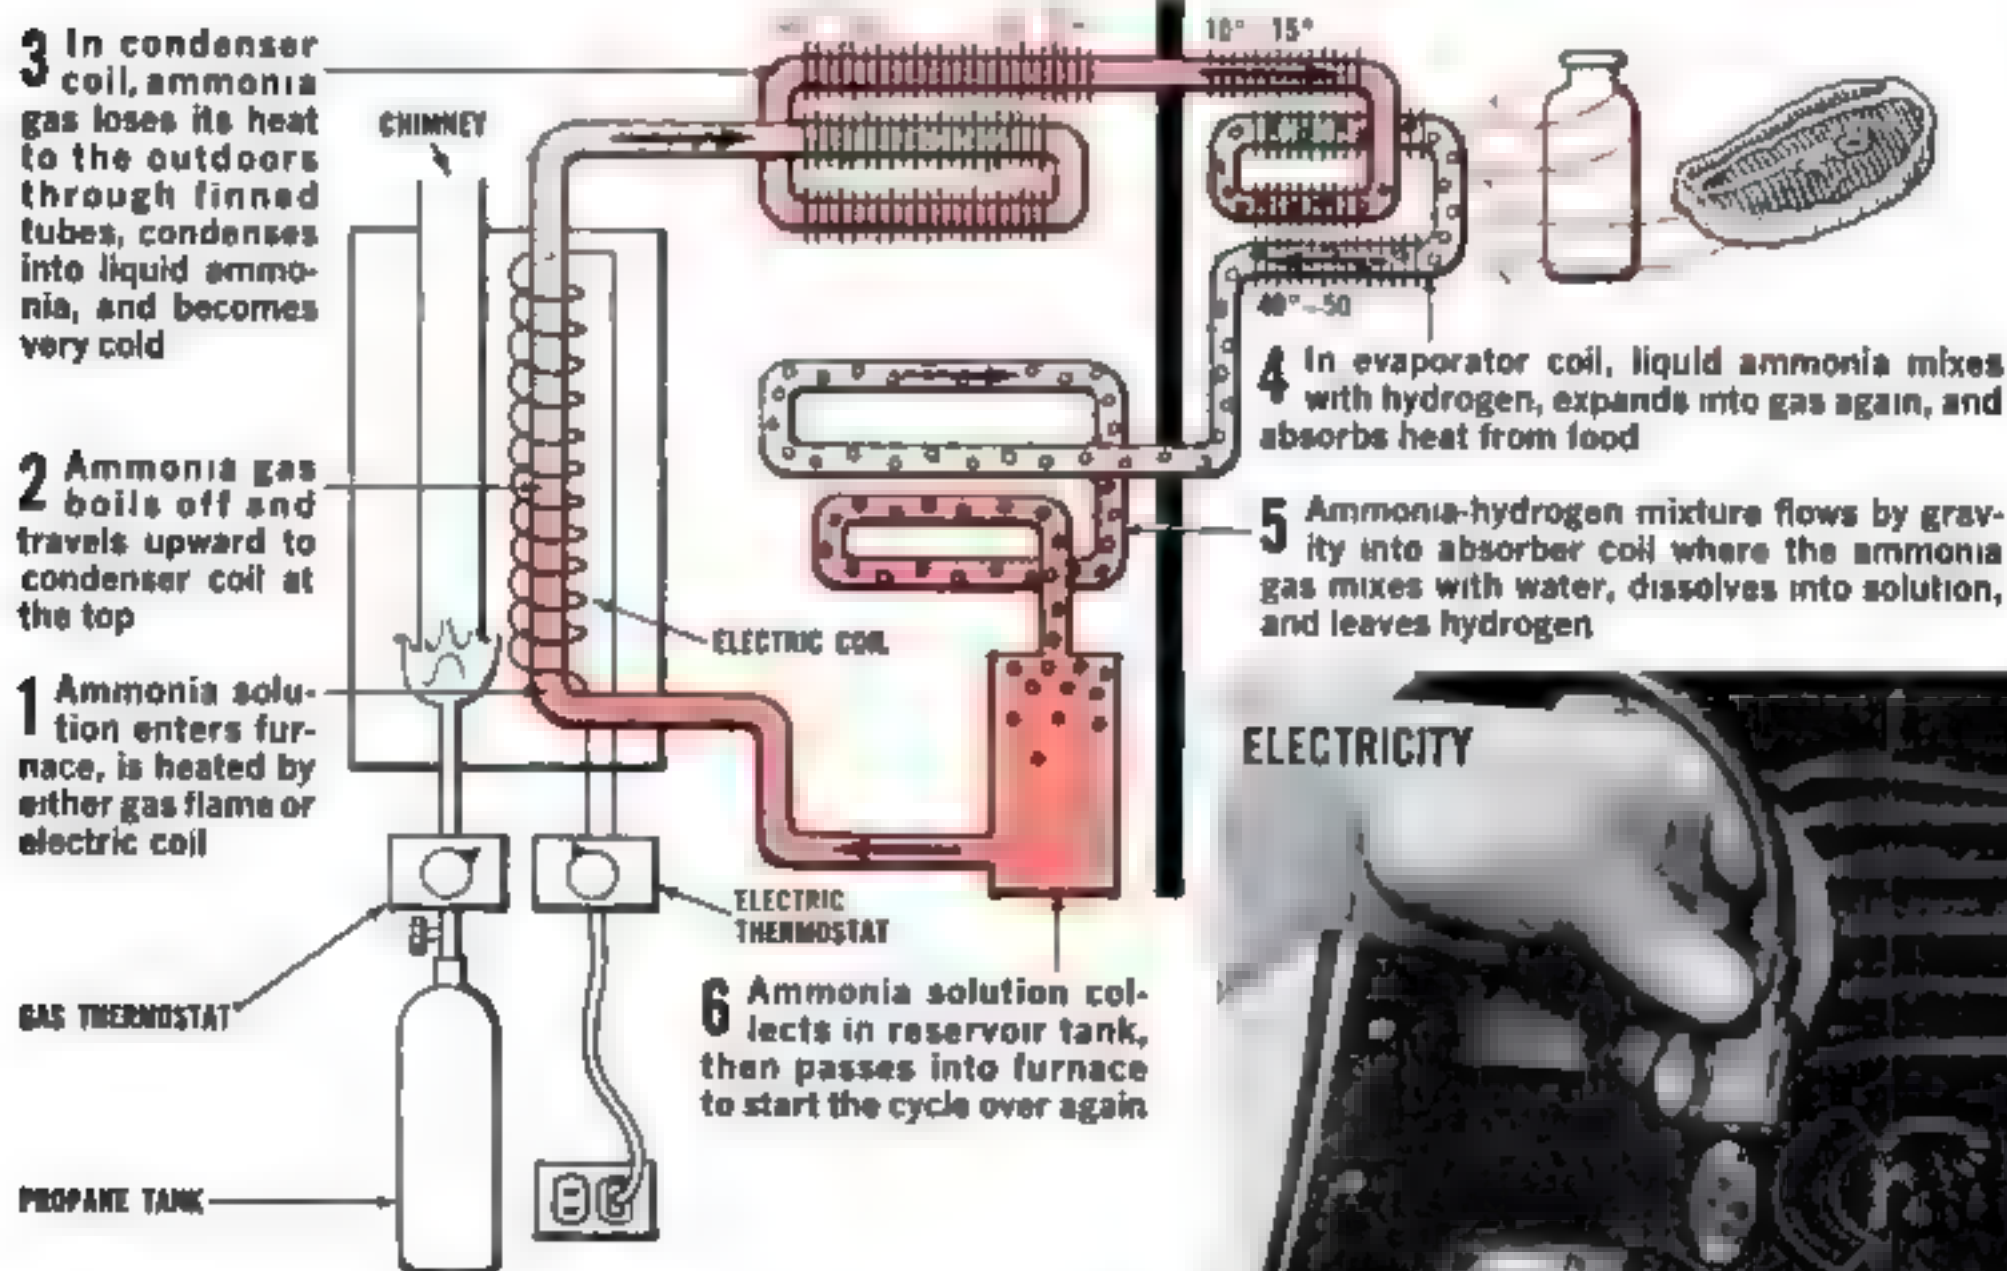 3 In condenser
coil, ammonia
gas loses its heat
to the outdoors
through finned
tubes, condenses
into liquid ammo-
nia, and becomes
very cold
CHIMNEY
2 Ammonia gas
boils off and
travels upward to
condenser coil at
the top
1 Ammonia solu-
tion enters fur-
nace, is heated by
either gas flame or
electric coil
GAS THERMOSTAT
PROPANE TANK
ELECTRIC COIL
ELECTRIC
THERMOSTAT
6 Ammonia solution col-
lects in reservoir tank,
then passes into furnace
to start the cycle over again
15°
40°–50
4 In evaporator coil, liquid ammonia mixes
with hydrogen, expands into gas again, and
absorbs heat from food
5 Ammonia-hydrogen mixture flows by grav-
ity into absorber coil where the ammonia
gas mixes with water, dissolves into solution,
and leaves hydrogen
ELECTRICITY